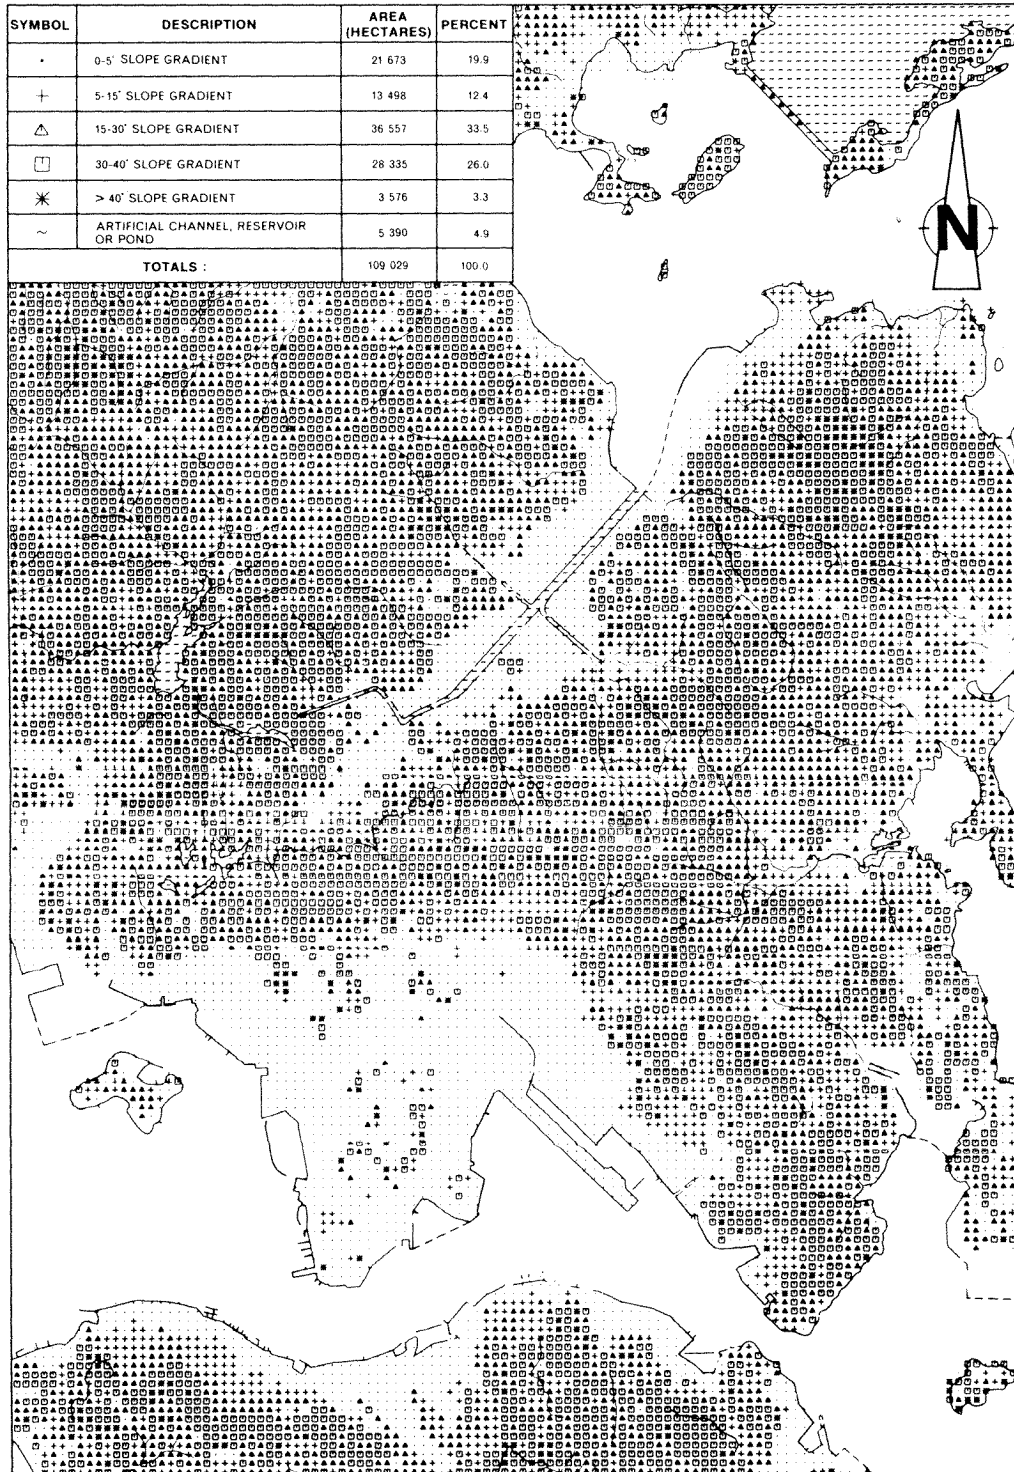 SYMBOL DESCRIPTION AREA (HECTARES) PERCENT
· 0-5° SLOPE GRADIENT 21 673 19.9
+ 5-15° SLOPE GRADIENT 13 498 12.4
15-30° SLOPE GRADIENT 36 557 33.5
30-40° SLOPE GRADIENT 28 335 26.0
> 40° SLOPE GRADIENT 3 576 3.3
~ ARTIFICIAL CHANNEL, RESERVOIR OR POND 5 390 4.9
TOTALS : 109 029 100.0
N